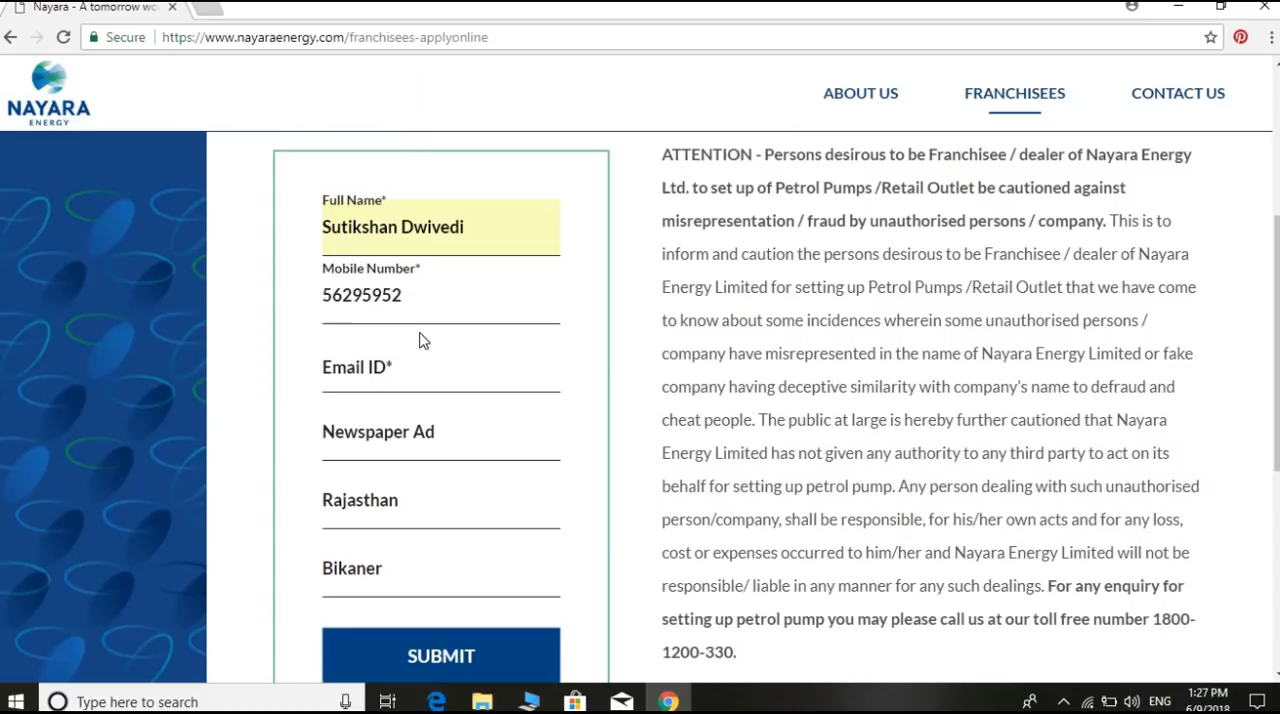 Nayara - A tomorrow wo
Secure
https://www.nayaraenergy.com/franchisees-applyonline
NAYARA
ENERGY
ABOUT US
FRANCHISEES
CONTACT US
Full Name*
Sutikshan Dwivedi
Mobile Number*
56295952
Email ID*
Newspaper Ad
Rajasthan
Bikaner
SUBMIT
ATTENTION - Persons desirous to be Franchisee / dealer of Nayara Energy
Ltd. to set up of Petrol Pumps /Retail Outlet be cautioned against
misrepresentation / fraud by unauthorised persons / company. This is to
inform and caution the persons desirous to be Franchisee / dealer of Nayara
Energy Limited for setting up Petrol Pumps /Retail Outlet that we have come
to know about some incidences wherein some unauthorised persons /
company have misrepresented in the name of Nayara Energy Limited or fake
company having deceptive similarity with company's name to defraud and
cheat people. The public at large is hereby further cautioned that Nayara
Energy Limited has not given any authority to any third party to act on its
behalf for setting up petrol pump. Any person dealing with such unauthorised
person/company, shall be responsible, for his/her own acts and for any loss,
cost or expenses occurred to him/her and Nayara Energy Limited will not be
responsible/ liable in any manner for any such dealings. For any enquiry for
setting up petrol pump you may please call us at our toll free number 1800-
1200-330.
Type here to search
ENG
1:27 PM
6/9/2018